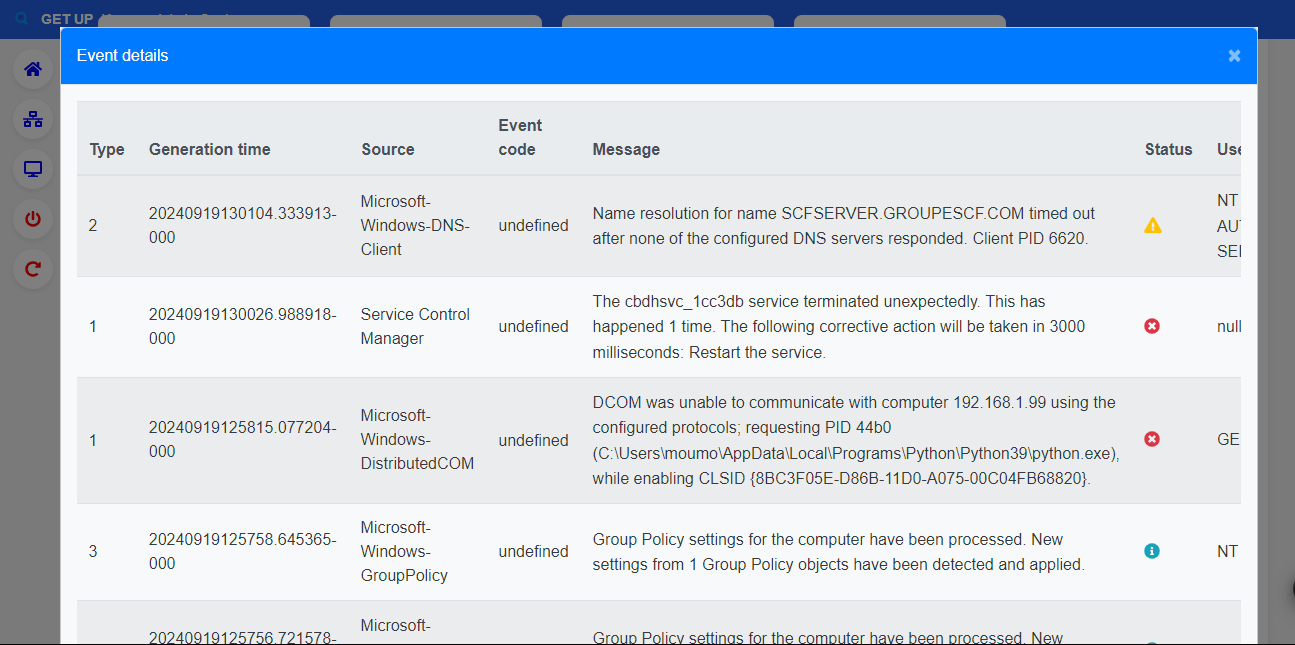 GET UP
Event details
Type Generation time Source Event code Message Status Use
2 20240919130104.333913-000 Microsoft-Windows-DNS-Client undefined Name resolution for name SCFSERVER.GROUPESCF.COM timed out after none of the configured DNS servers responded. Client PID 6620. NT AUT SEI
1 20240919130026.988918-000 Service Control Manager undefined The cbdhsvc_1cc3db service terminated unexpectedly. This has happened 1 time. The following corrective action will be taken in 3000 milliseconds: Restart the service. null
1 20240919125815.077204-000 Microsoft-Windows-DistributedCOM undefined DCOM was unable to communicate with computer 192.168.1.99 using the configured protocols; requesting PID 44b0 (C:\Users\moumo\AppData\Local\Programs\Python\Python39\python.exe), while enabling CLSID {8BC3F05E-D86B-11D0-A075-00C04FB68820}. GE
3 20240919125758.645365-000 Microsoft-Windows-GroupPolicy undefined Group Policy settings for the computer have been processed. New settings from 1 Group Policy objects have been detected and applied. NT
20240919125756.721578- Microsoft- Group Policy settings for the computer have been processed. New